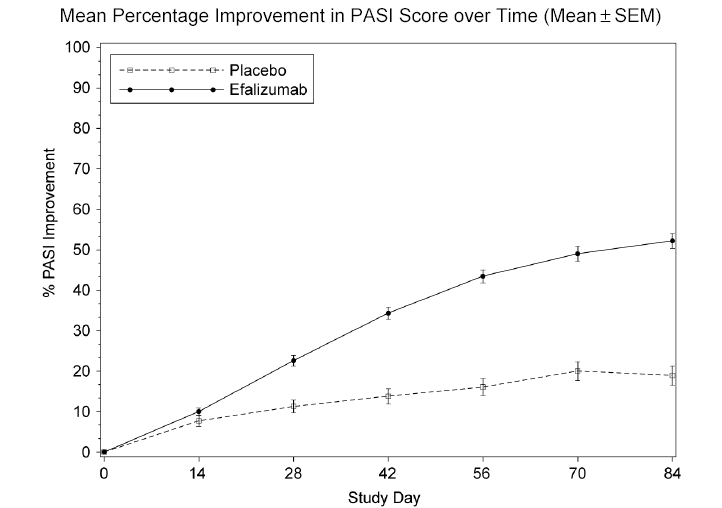 Mean Percentage Improvement in PASI Score over Time (Mean ± SEM)
Placebo
Efalizumab
% PASI Improvement
100
90
80
70
60
50
40
30
20
10
0
0 14 28 42 56 70 84
Study Day